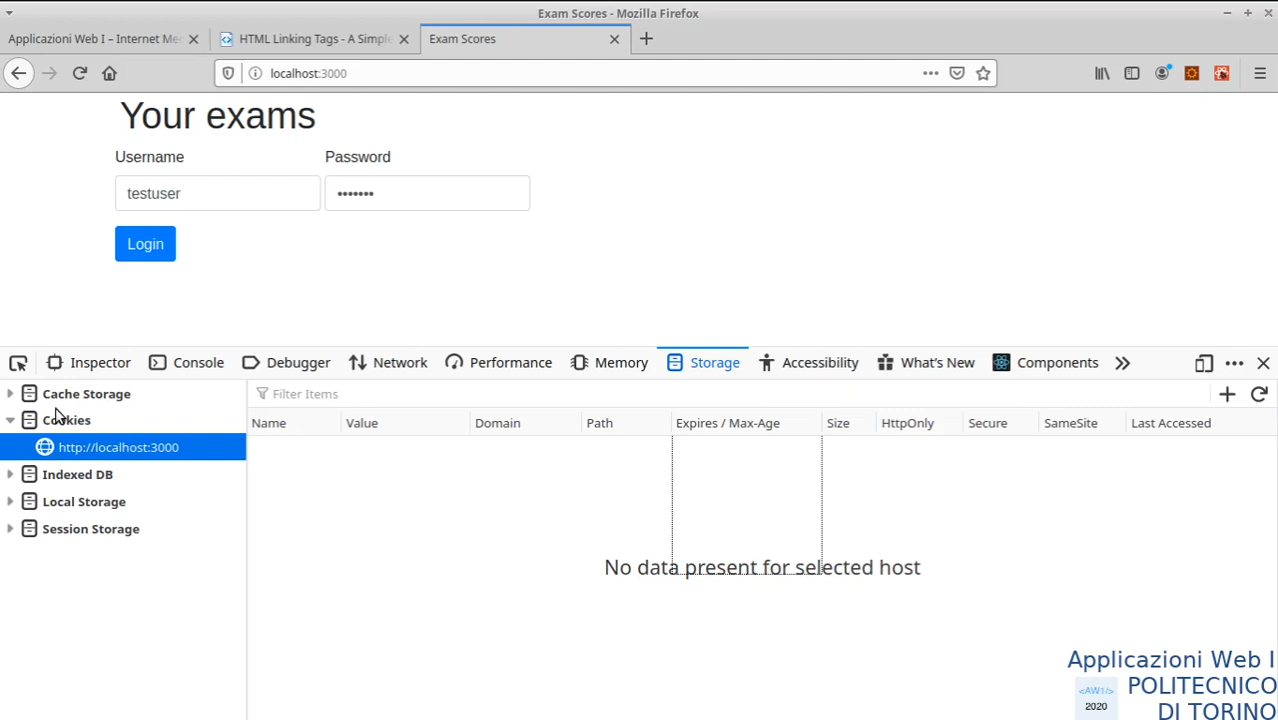 Exam Scores - Mozilla Firefox
Applicazioni Web I – Internet Me
HTML Linking Tags - A Simple
Exam Scores
localhost:3000
Your exams
Username
Password
testuser
•••••••
Login
Inspector
Console
Debugger
Network
Performance
Memory
Storage
Accessibility
What's New
Components
Cache Storage
Cookies
http://localhost:3000
Indexed DB
Local Storage
Session Storage
Filter Items
Name
Value
Domain
Path
Expires / Max-Age
Size
HttpOnly
Secure
SameSite
Last Accessed
No data present for selected host
Applicazioni Web I
POLITECNICO
DI TORINO
<AW1/>
2020